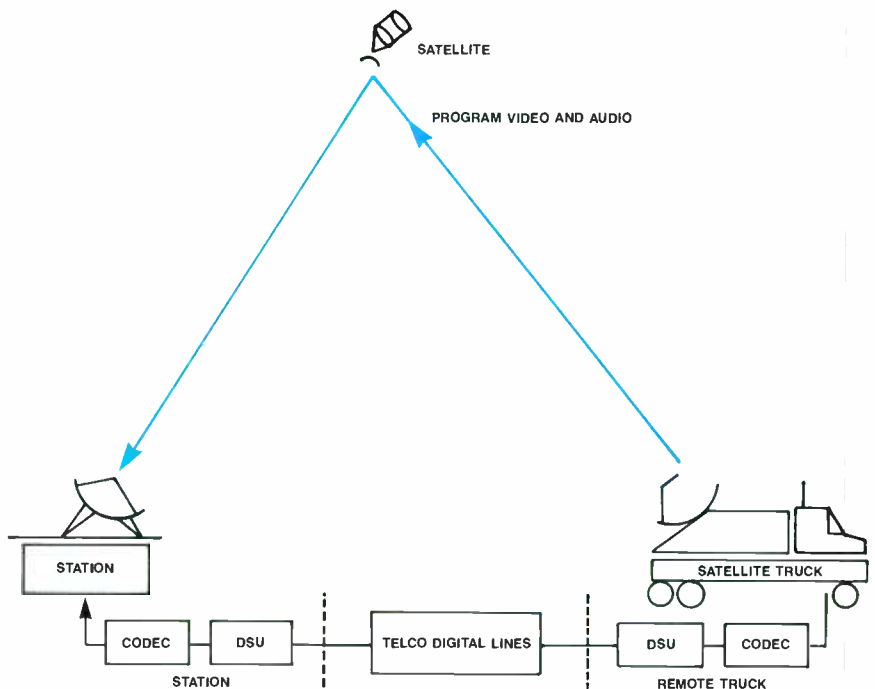 SATELLITE
PROGRAM VIDEO AND AUDIO
STATION
SATELLITE TRUCK
CODEC
DSU
TELCO DIGITAL LINES
DSU
CODEC
STATION
REMOTE TRUCK